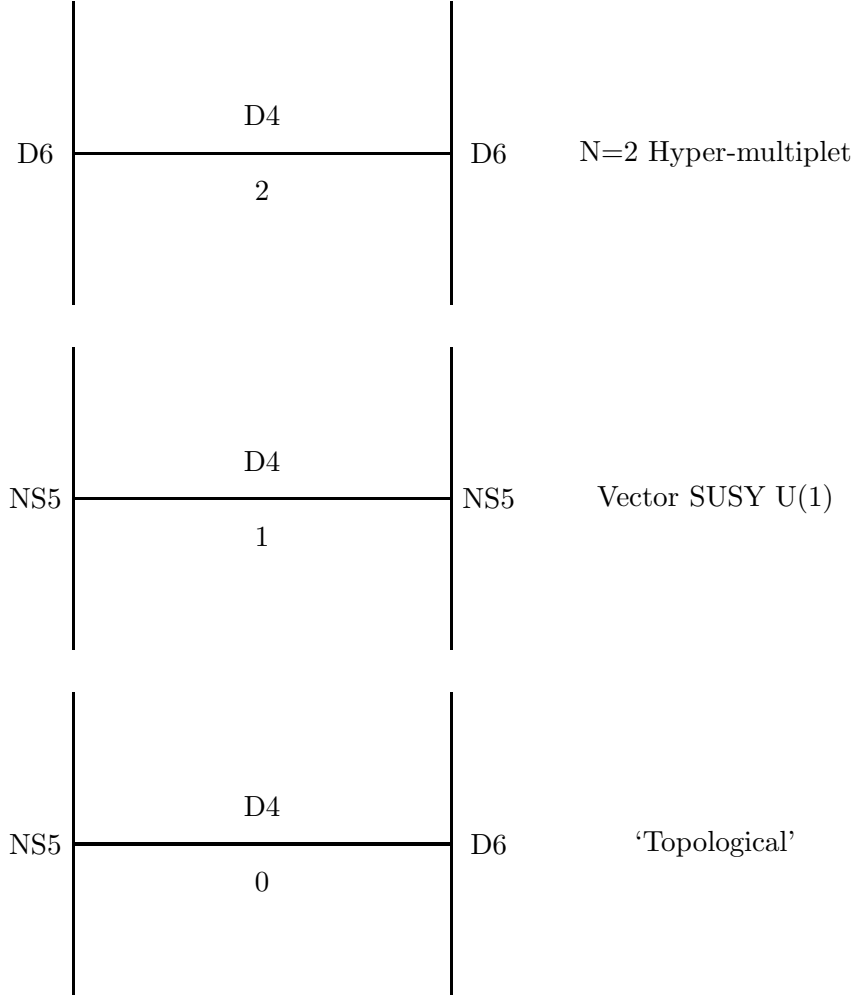 D4
D6 D6 N=2 Hyper-multiplet
2
D4
NS5 NS5 Vector SUSY U(1)
1
D4
NS5 D6 ‘Topological’
0